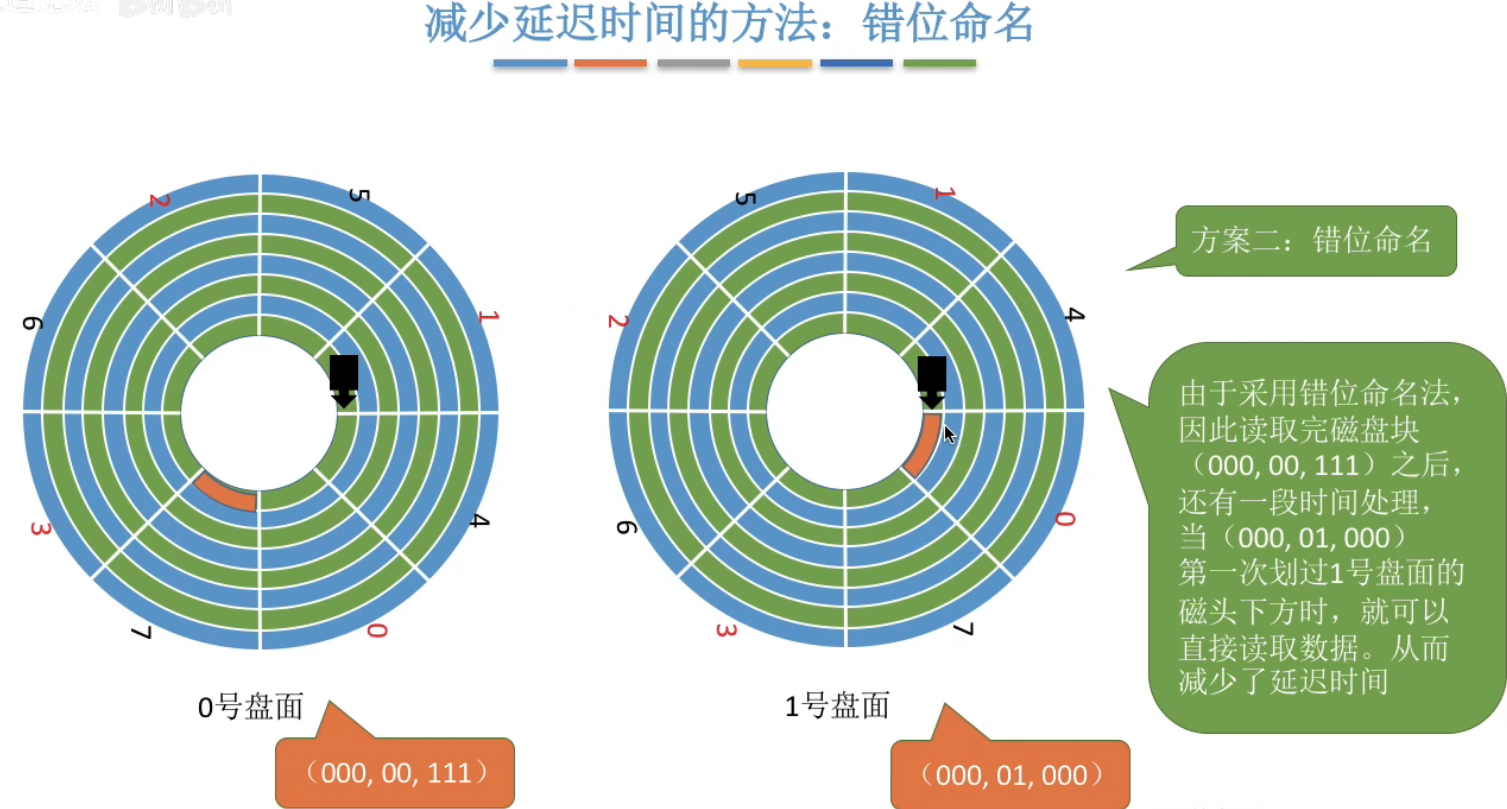 减少延迟时间的方法：错位命名
2
5
6
1
3
4
7
0
0号盘面
（000, 00, 111）
5
1
2
4
6
0
3
7
1号盘面
（000, 01, 000）
方案二：错位命名
由于采用错位命名法，
因此读取完磁盘块
（000, 00, 111）之后，
还有一段时间处理，
当（000, 01, 000）
第一次划过1号盘面的
磁头下方时，就可以
直接读取数据。从而
减少了延迟时间